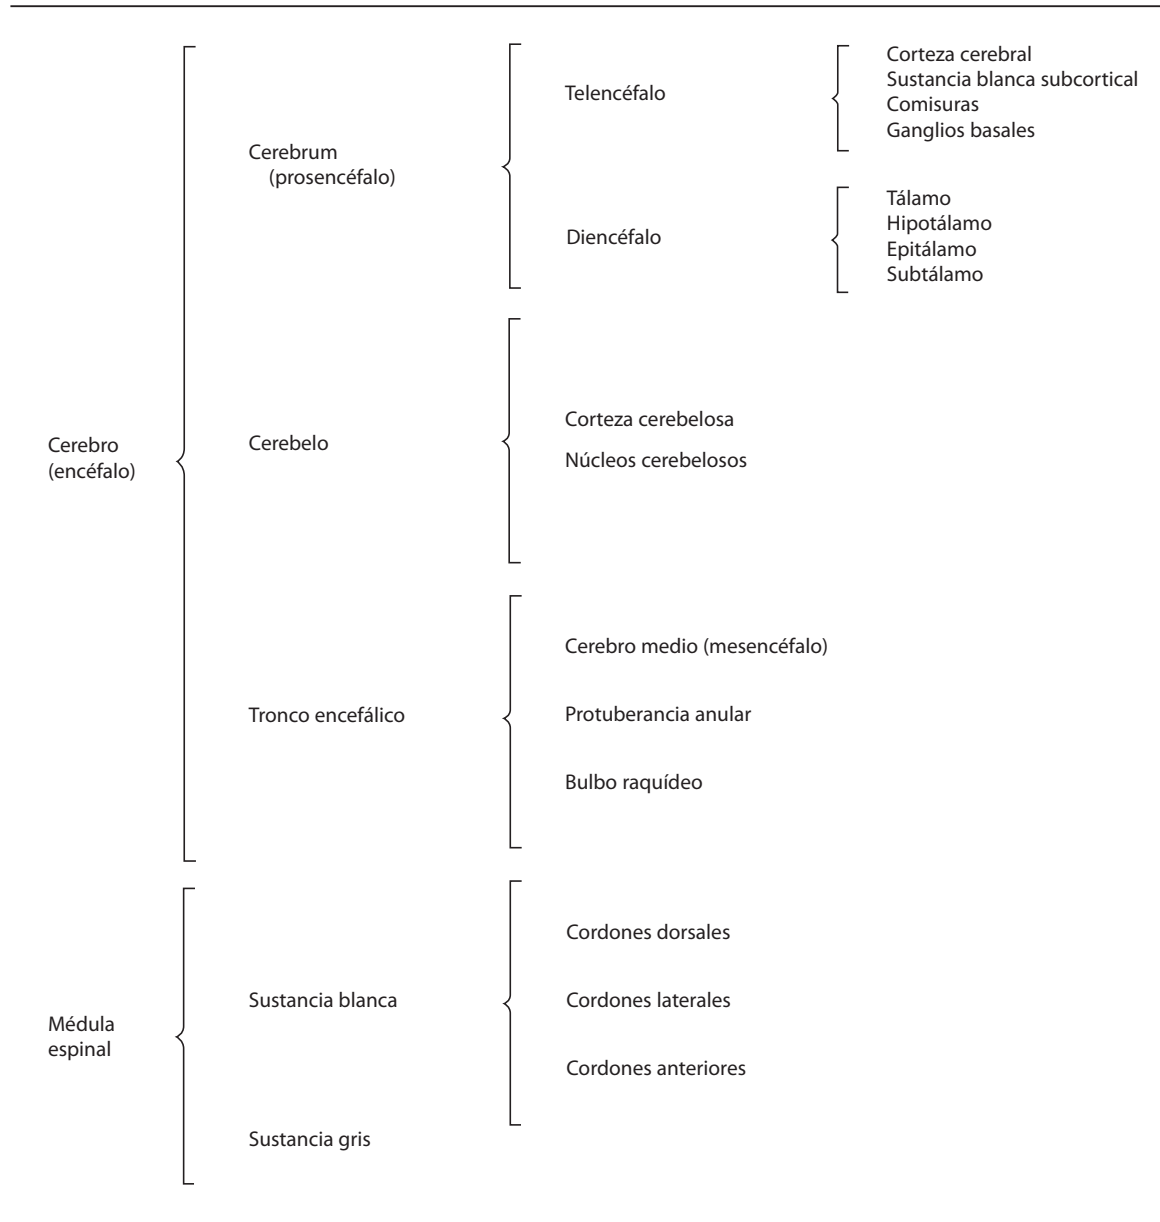 Cerebro
(encéfalo)
Cerebrum
(prosencéfalo)
Telencéfalo
Corteza cerebral
Sustancia blanca subcortical
Comisuras
Ganglios basales
Diencéfalo
Tálamo
Hipotálamo
Epitálamo
Subtálamo
Cerebelo
Corteza cerebelosa
Núcleos cerebelosos
Tronco encefálico
Cerebro medio (mesencéfalo)
Protuberancia anular
Bulbo raquídeo
Médula
espinal
Sustancia blanca
Cordones dorsales
Cordones laterales
Cordones anteriores
Sustancia gris